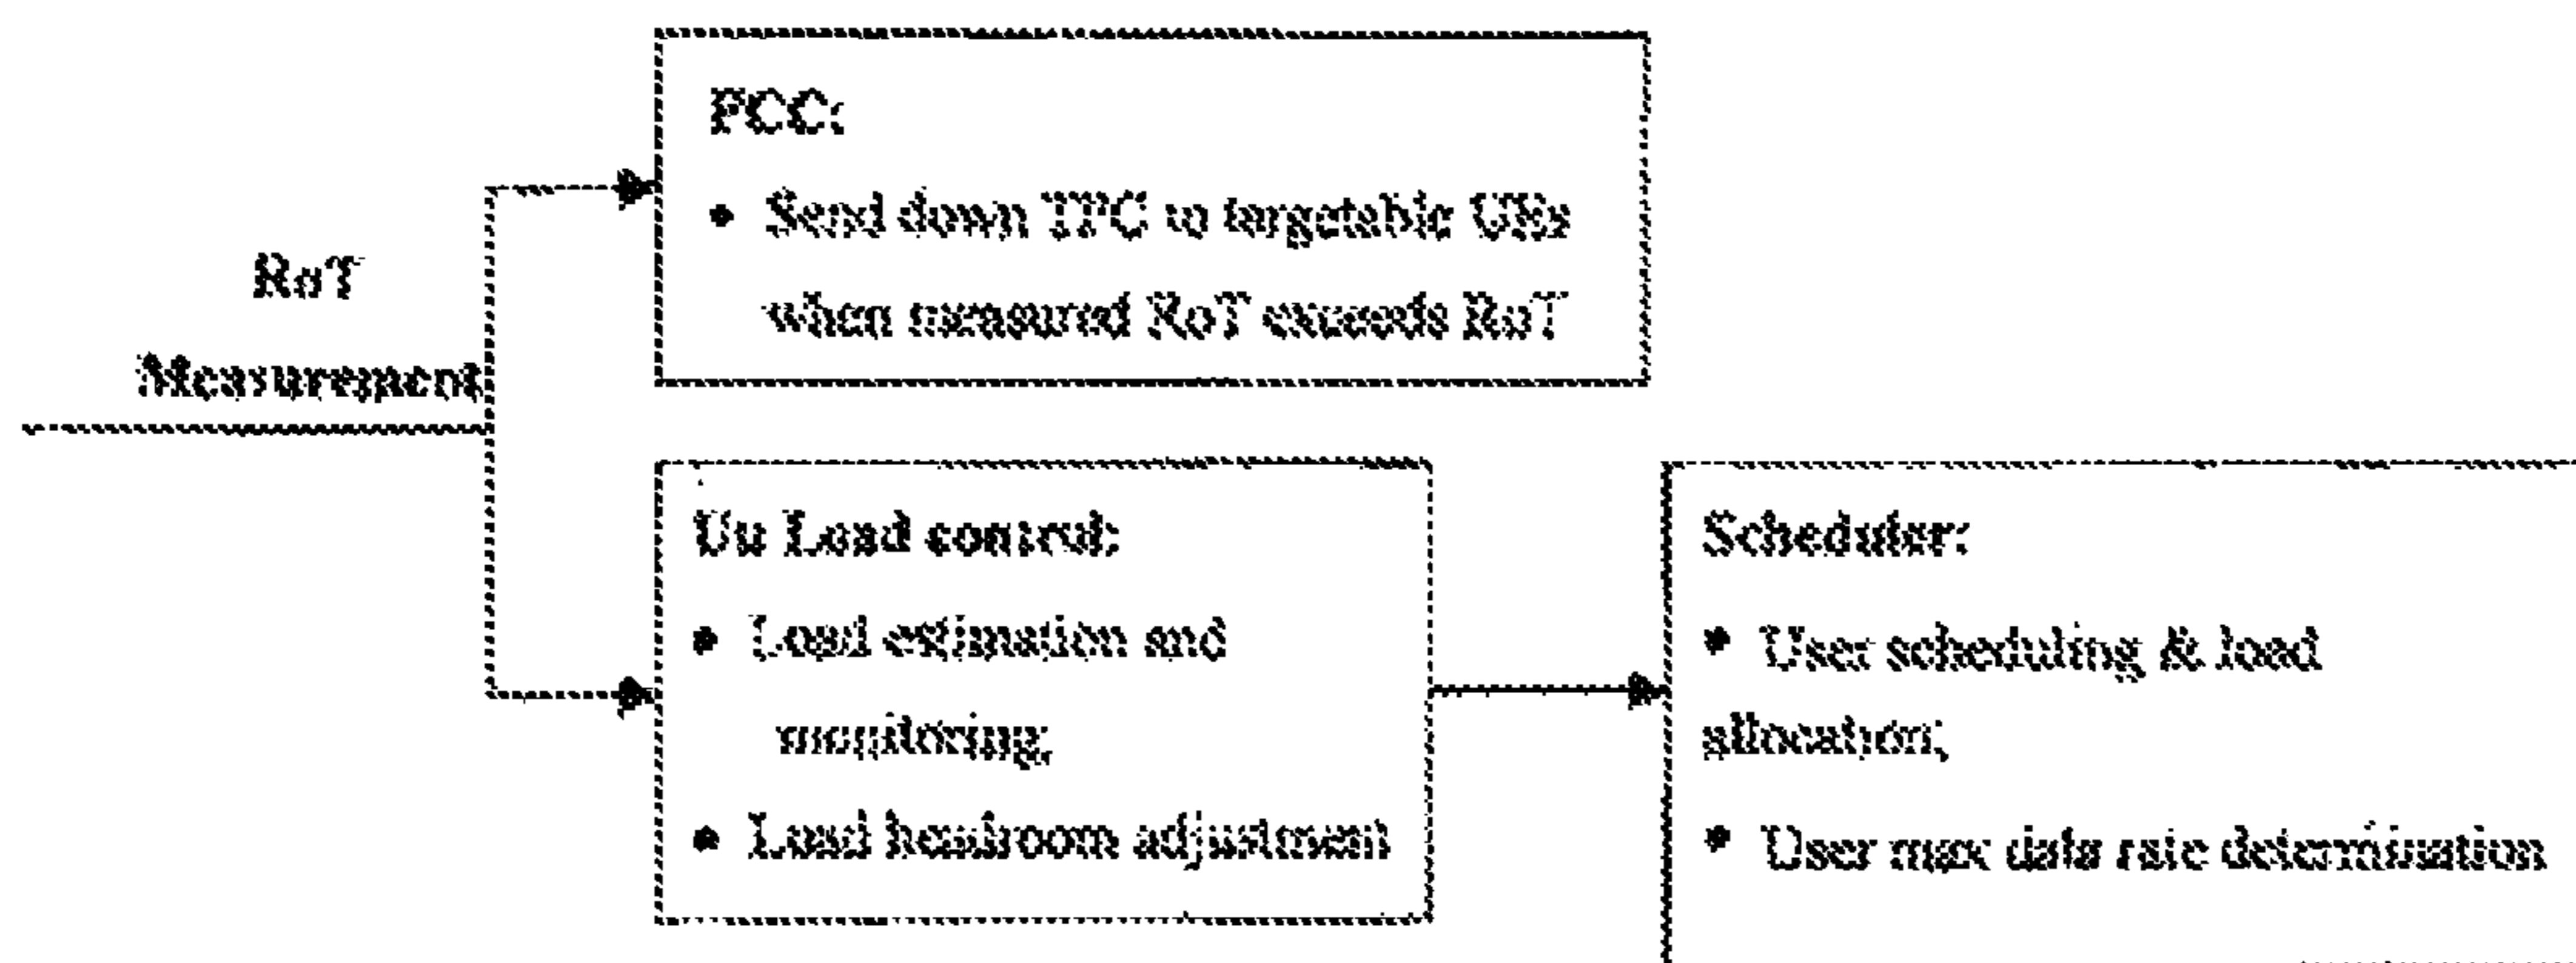 RoT
Measurement
FCC:
• Send down TPC to targetable UEs
when measured RoT exceeds RoT
Uu Load control:
• Load estimation and
monitoring;
• Load headroom adjustment
Scheduler:
• User scheduling & load
allocation;
• User max data rate determination